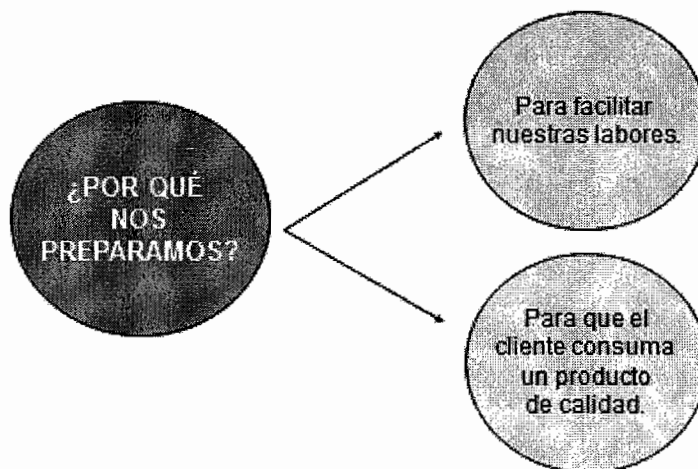 ¿POR QUÉ
NOS
PREPARAMOS?
Para facilitar
nuestras labores.
Para que el
cliente consuma
un producto
de calidad.